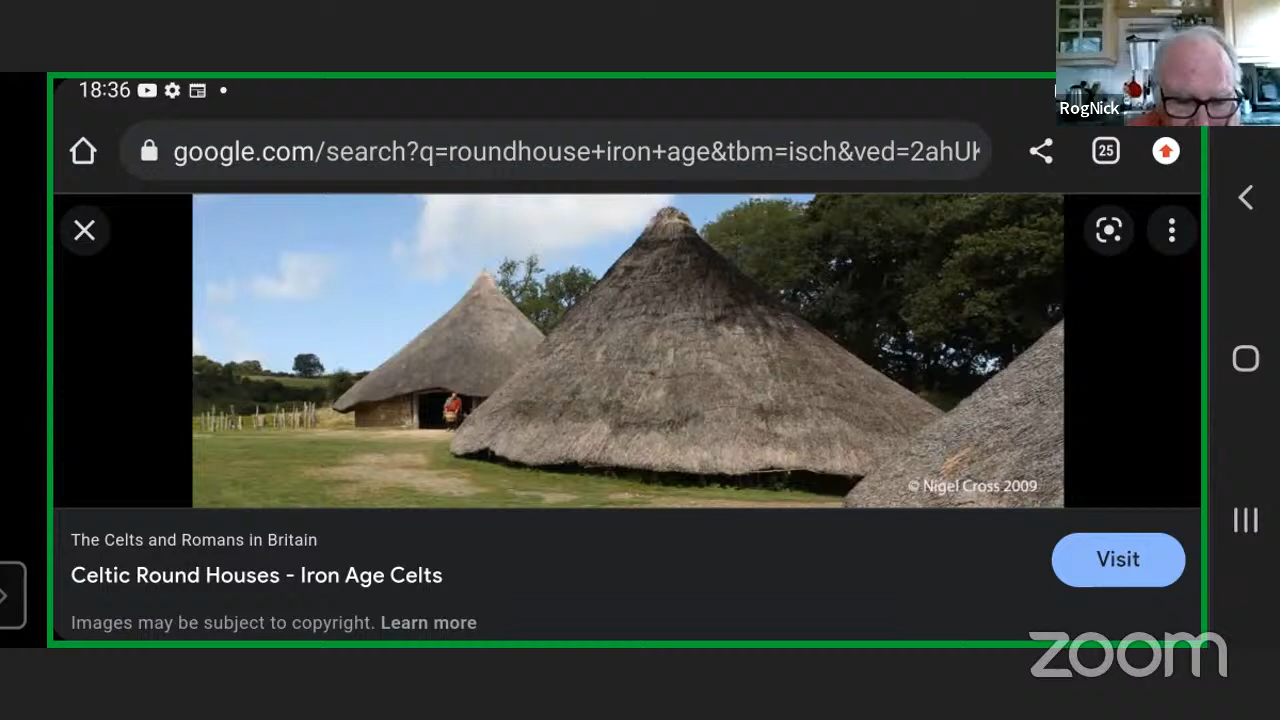 18:36
RogNick
google.com/search?q=roundhouse+iron+age&tbm=isch&ved=2ahUK
25
© Nigel Cross 2009
The Celts and Romans in Britain
Celtic Round Houses - Iron Age Celts
Visit
Images may be subject to copyright. Learn more
zoom